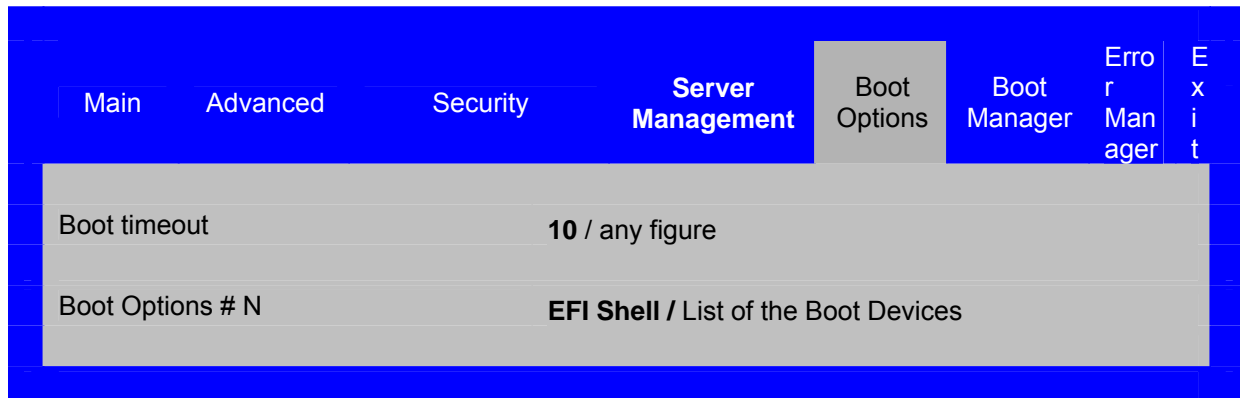 Main
Advanced
Security
Server
Management
Boot
Options
Boot
Manager
Erro
r
Man
ager
E
x
i
t
Boot timeout
10 / any figure
Boot Options # N
EFI Shell / List of the Boot Devices